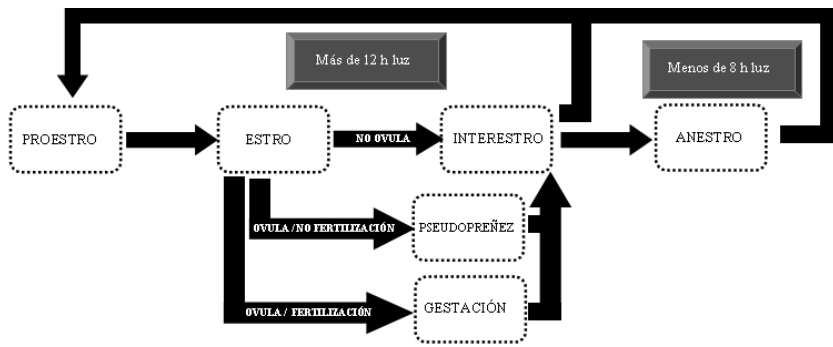 Más de 12 h luz
Menos de 8 h luz
PROESTRO
ESTRO
NO OVULA
INTERESTRO
ANESTRO
OVULA /NO FERTILIZACIÓN
PSEUDOPREÑEZ
OVULA / FERTILIZACIÓN
GESTACIÓN